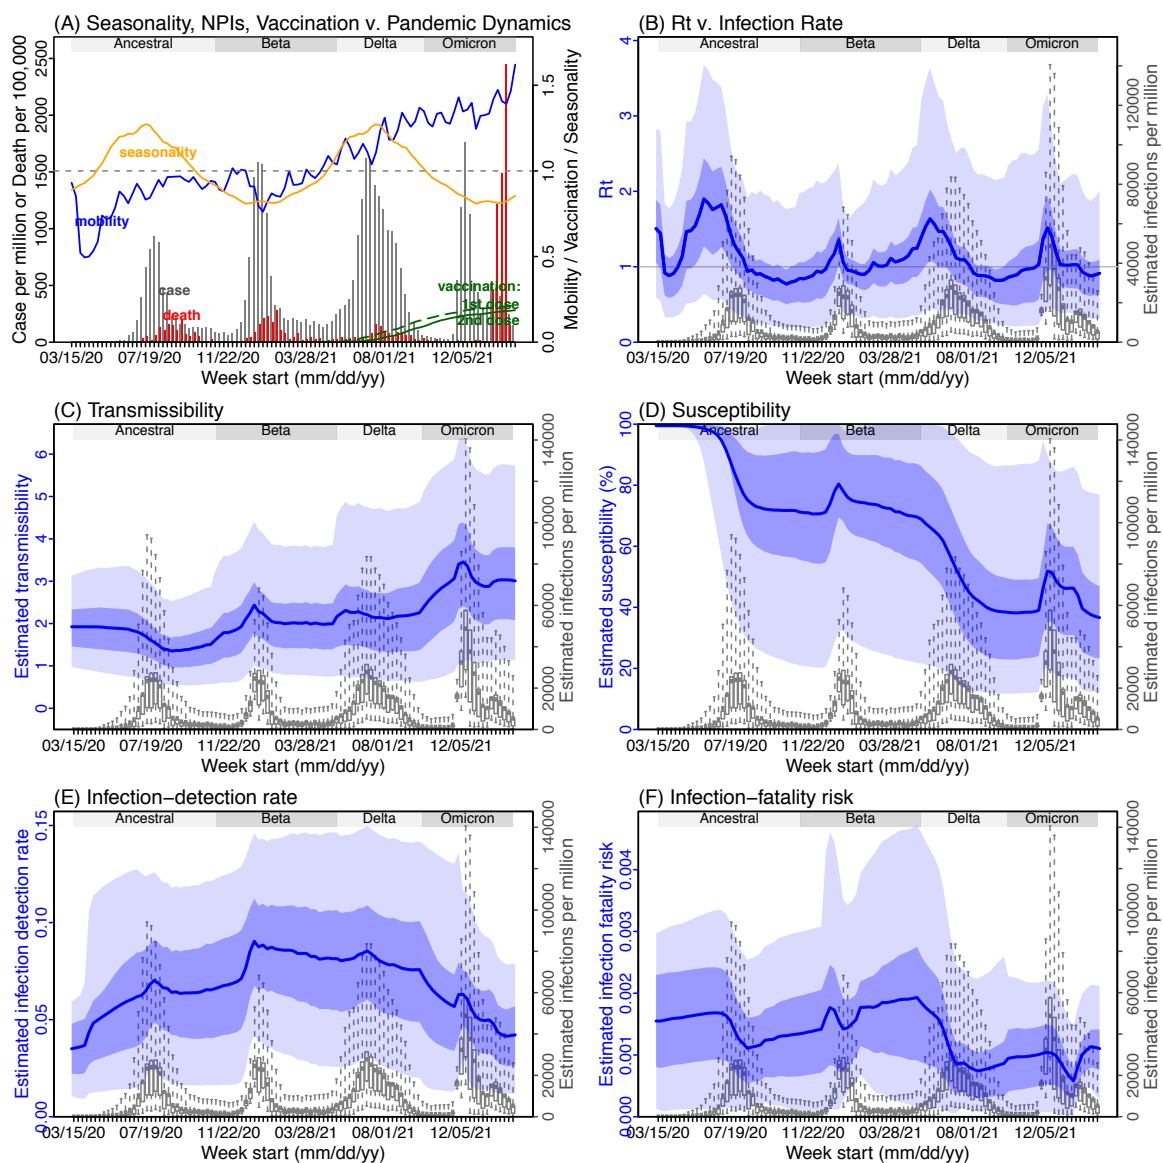 (A) Seasonality, NPIs, Vaccination v. Pandemic Dynamics
Ancestral Beta Delta Omicron
Case per million or Death per 100,000
0 500 1000 1500 2000 2500
Mobility / Vaccination / Seasonality
0.0 0.5 1.0 1.5
seasonality
mobility
case
death
vaccination:
1st dose
2nd dose
03/15/20 07/19/20 11/22/20 03/28/21 08/01/21 12/05/21
Week start (mm/dd/yy)
(B) Rt v. Infection Rate
Ancestral Beta Delta Omicron
Rt
0 1 2 3 4
Estimated infections per million
0 40000 80000 120000
03/15/20 07/19/20 11/22/20 03/28/21 08/01/21 12/05/21
Week start (mm/dd/yy)
(C) Transmissibility
Ancestral Beta Delta Omicron
Estimated transmissibility
0 1 2 3 4 5 6
Estimated infections per million
0 20000 60000 100000 140000
03/15/20 07/19/20 11/22/20 03/28/21 08/01/21 12/05/21
Week start (mm/dd/yy)
(D) Susceptibility
Ancestral Beta Delta Omicron
Estimated susceptibility (%)
0 20 40 60 80 100
Estimated infections per million
0 20000 60000 100000 140000
03/15/20 07/19/20 11/22/20 03/28/21 08/01/21 12/05/21
Week start (mm/dd/yy)
(E) Infection−detection rate
Ancestral Beta Delta Omicron
Estimated infection detection rate
0.00 0.05 0.10 0.15
Estimated infections per million
0 20000 60000 100000 140000
03/15/20 07/19/20 11/22/20 03/28/21 08/01/21 12/05/21
Week start (mm/dd/yy)
(F) Infection−fatality risk
Ancestral Beta Delta Omicron
Estimated infection fatality risk
0.000 0.001 0.002 0.003 0.004
Estimated infections per million
0 20000 60000 100000 140000
03/15/20 07/19/20 11/22/20 03/28/21 08/01/21 12/05/21
Week start (mm/dd/yy)